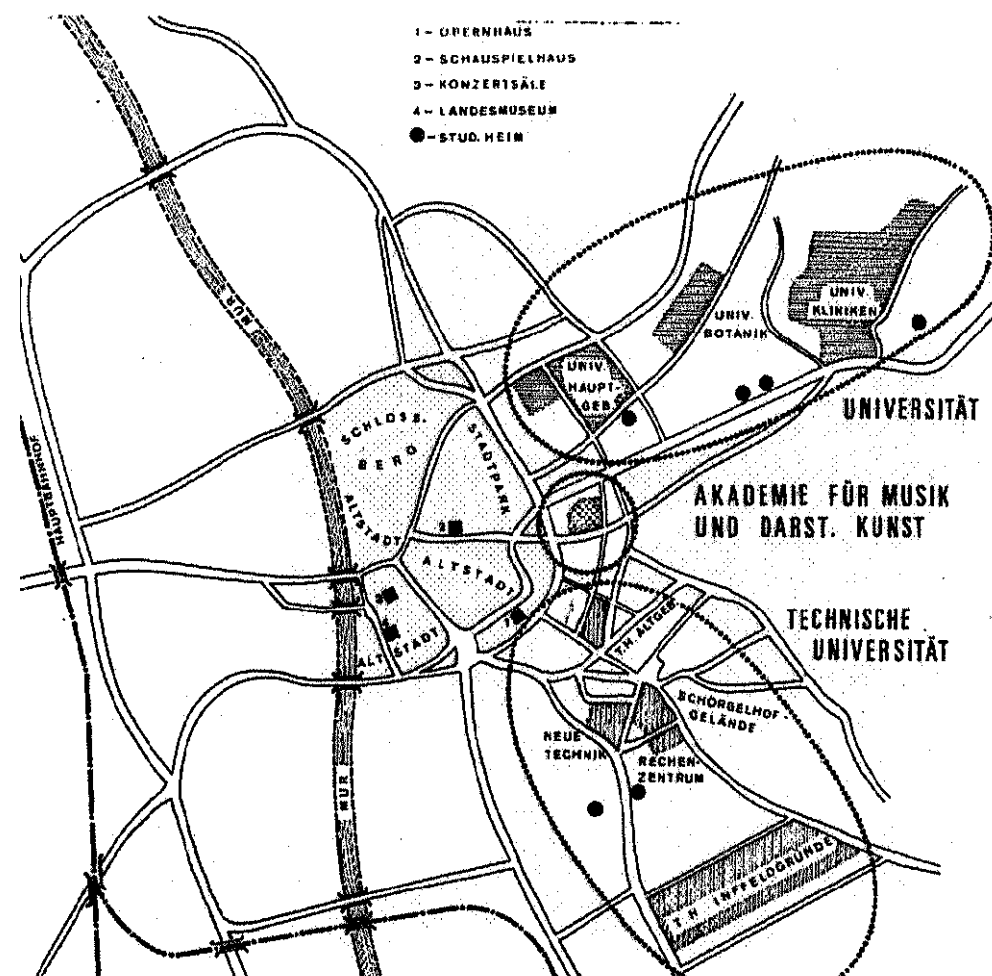 1 - OPERNHAUS
2 - SCHAUSPIELHAUS
3 - KONZERTSÄLE
4 - LANDESMUSEUM
● - STUD. HEIM
MUR
UNIV.
KLINIKEN
UNIV.
BOTANIK
UNIV.
HAUPT-
GEB.
UNIVERSITÄT
SCHLOSS-
BERG
STADTPARK
HAUPTBAHNHOF
AKADEMIE FÜR MUSIK
UND DARST. KUNST
ALTSTADT
ALTSTADT
ALTSTADT
1
T.H. ALTGEB.
TECHNISCHE
UNIVERSITÄT
SCHÖRGELHOF-
GELÄNDE
NEUE
TECHNIK
RECHEN-
ZENTRUM
MUR
T.H. INFFELDGRÜNDE